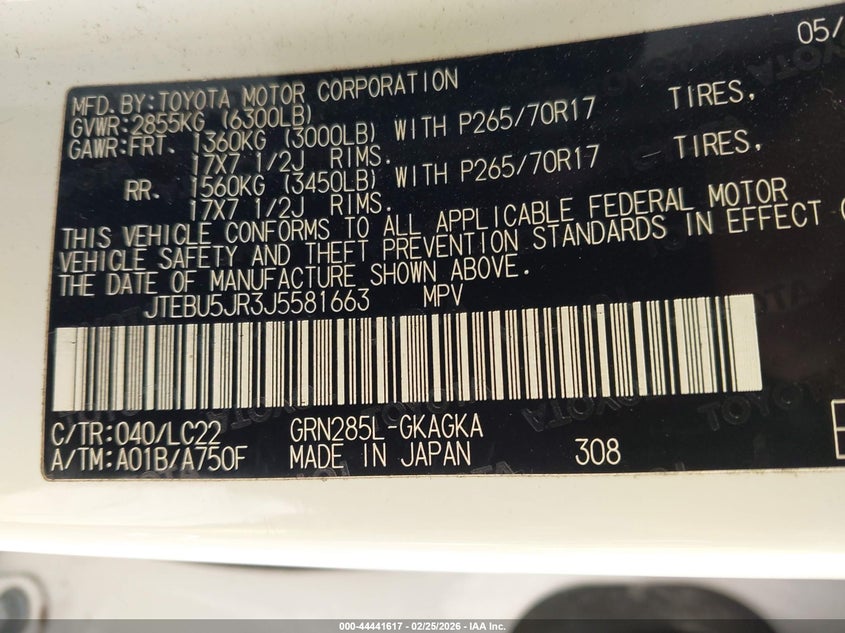 05/
MFD. BY:TOYOTA MOTOR CORPORATION
GVWR:2855KG (6300LB)
GAWR:FRT. 1360KG (3000LB) WITH P265/70R17 TIRES,
17X7 1/2J RIMS.
RR. 1560KG (3450LB) WITH P265/70R17 TIRES,
17X7 1/2J RIMS.
THIS VEHICLE CONFORMS TO ALL APPLICABLE FEDERAL MOTOR
VEHICLE SAFETY AND THEFT PREVENTION STANDARDS IN EFFECT
THE DATE OF MANUFACTURE SHOWN ABOVE.
JTEBU5JR3J5581663 MPV
C/TR:040/LC22 GRN285L-GKAGKA
A/TM:A01B/A750F MADE IN JAPAN 308
000-44441617 - 02/25/2026 - IAA Inc.